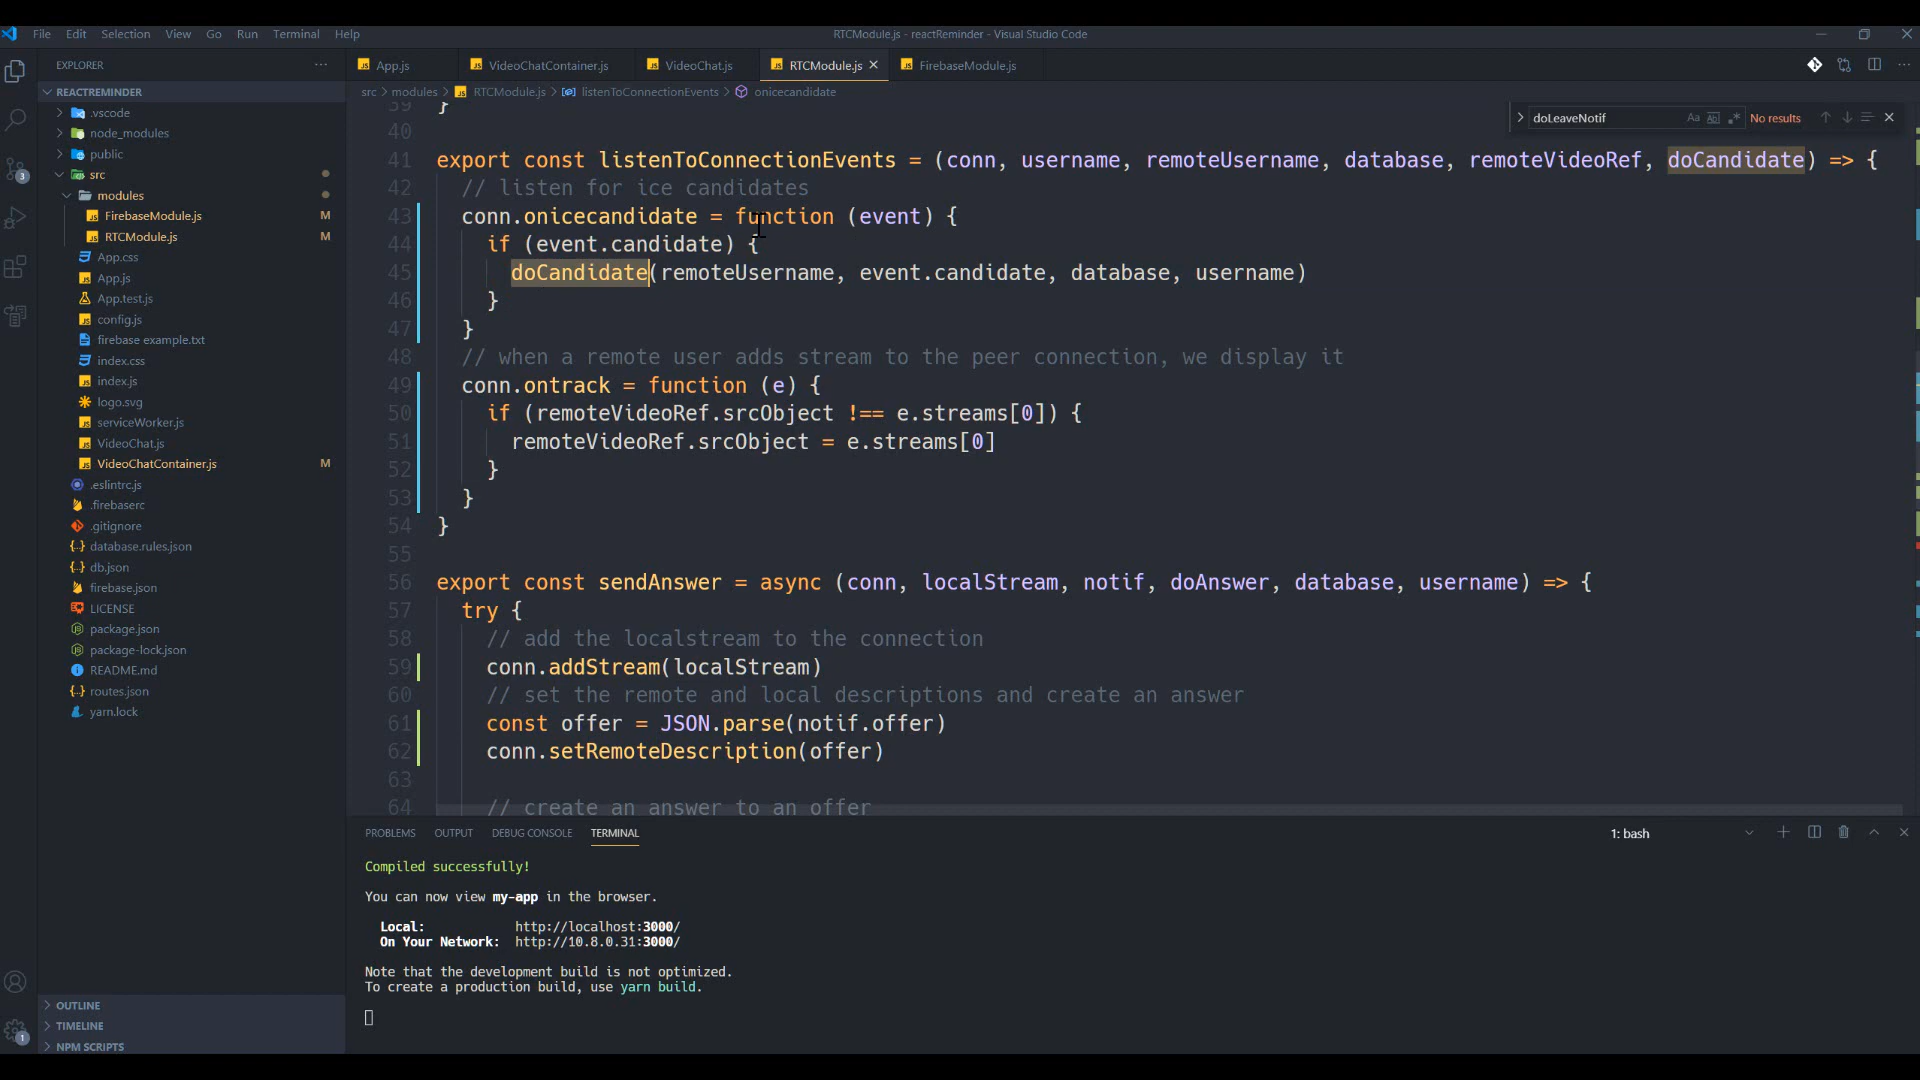 File Edit Selection View Go Run Terminal Help RTCModule.js - reactReminder - Visual Studio Code
EXPLORER
App.js VideoChatContainer.js VideoChat.js RTCModule.js FirebaseModule.js
REACTREMINDER
.vscode
node_modules
public
src
modules
FirebaseModule.js M
RTCModule.js M
App.css
App.js
App.test.js
config.js
firebase example.txt
index.css
index.js
logo.svg
serviceWorker.js
VideoChat.js
VideoChatContainer.js M
.eslintrc.js
.firebaserc
.gitignore
database.rules.json
db.json
firebase.json
LICENSE
package.json
package-lock.json
README.md
routes.json
yarn.lock
OUTLINE
TIMELINE
NPM SCRIPTS
3
1
src > modules > RTCModule.js > listenToConnectionEvents > onicecandidate
doLeaveNotif Aa Ab No results
39 }
40
41 export const listenToConnectionEvents = (conn, username, remoteUsername, database, remoteVideoRef, doCandidate) => {
42 // listen for ice candidates
43 conn.onicecandidate = function (event) {
44 if (event.candidate) {
45 doCandidate(remoteUsername, event.candidate, database, username)
46 }
47 }
48 // when a remote user adds stream to the peer connection, we display it
49 conn.ontrack = function (e) {
50 if (remoteVideoRef.srcObject !== e.streams[0]) {
51 remoteVideoRef.srcObject = e.streams[0]
52 }
53 }
54 }
55
56 export const sendAnswer = async (conn, localStream, notif, doAnswer, database, username) => {
57 try {
58 // add the localstream to the connection
59 conn.addStream(localStream)
60 // set the remote and local descriptions and create an answer
61 const offer = JSON.parse(notif.offer)
62 conn.setRemoteDescription(offer)
63
64 // create an answer to an offer
PROBLEMS OUTPUT DEBUG CONSOLE TERMINAL 1: bash
Compiled successfully!
You can now view my-app in the browser.
Local: http://localhost:3000/
On Your Network: http://10.8.0.31:3000/
Note that the development build is not optimized.
To create a production build, use yarn build.